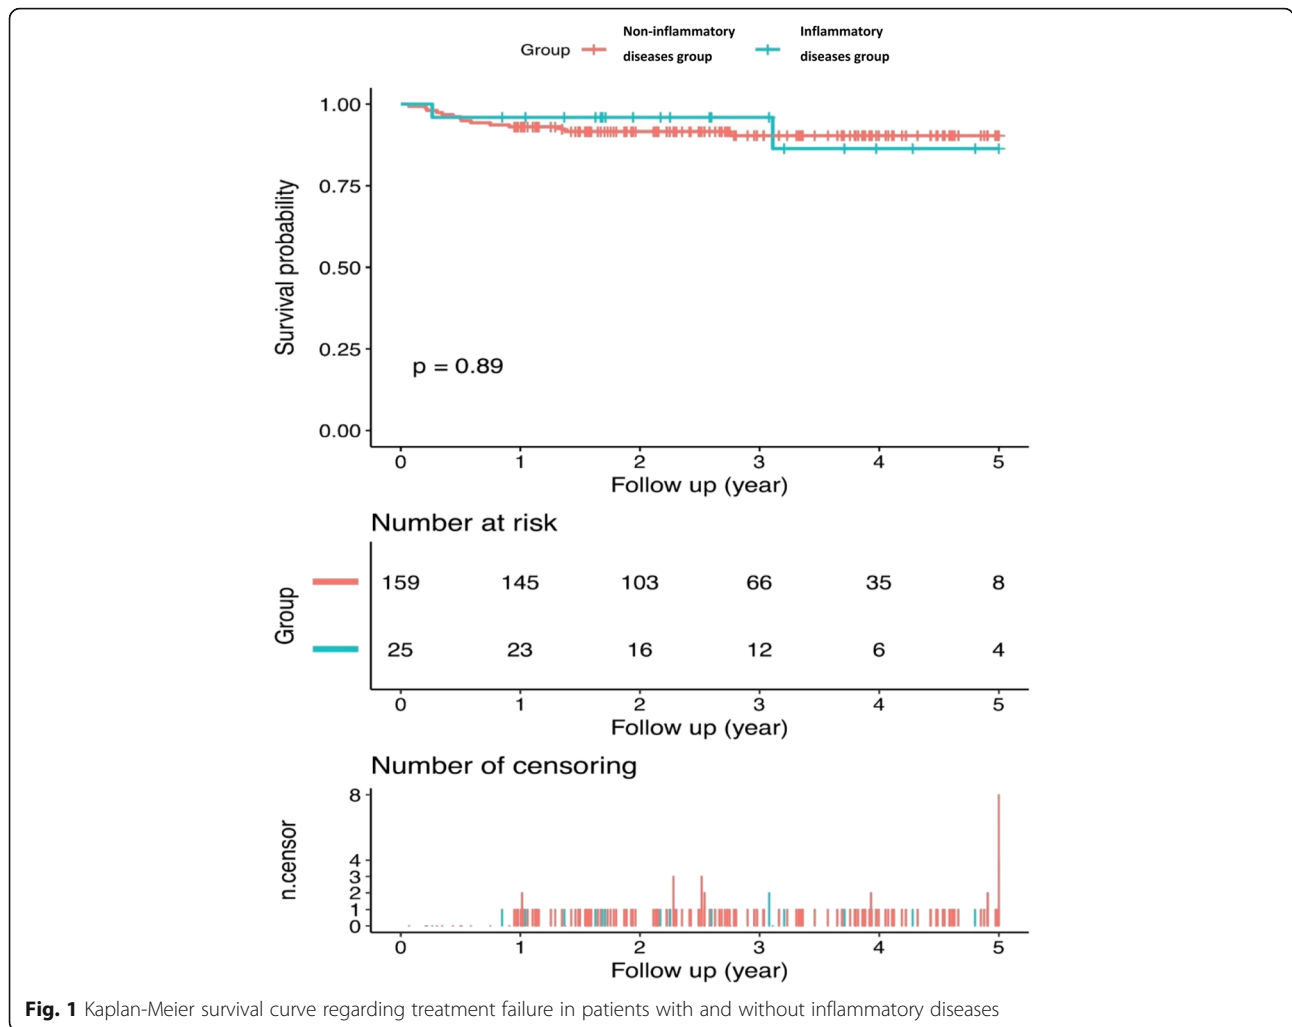 Group
Non-inflammatory
diseases group
Inflammatory
diseases group
Survival probability
1.00
0.75
0.50
0.25
0.00
p = 0.89
0 1 2 3 4 5
Follow up (year)
Number at risk
Group
159 145 103 66 35 8
25 23 16 12 6 4
0 1 2 3 4 5
Follow up (year)
Number of censoring
n.censor
8
4
3
2
1
0
0 1 2 3 4 5
Follow up (year)
Fig. 1 Kaplan-Meier survival curve regarding treatment failure in patients with and without inflammatory diseases